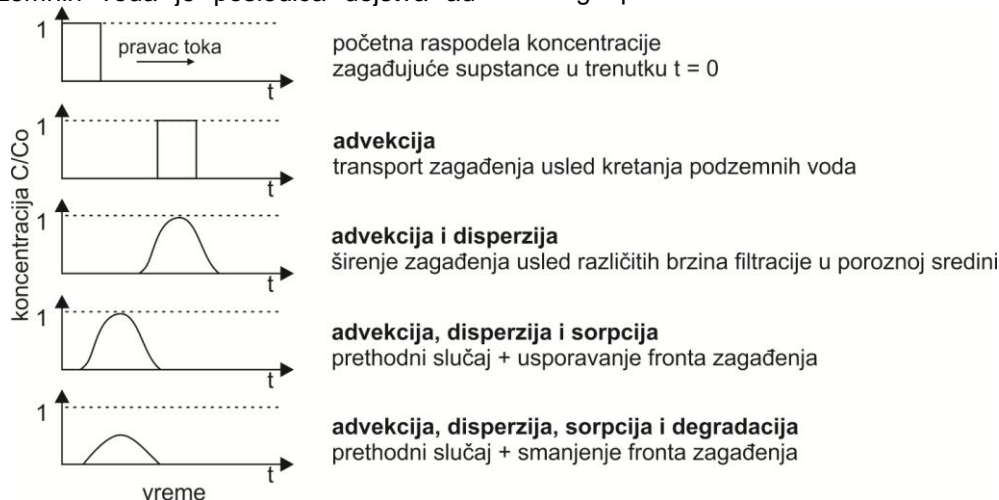 koncentracija C/Co
1
pravac toka
t
početna raspodela koncentracije
zagađujuće supstance u trenutku t = 0
1
t
advekcija
transport zagađenja usled kretanja podzemnih voda
1
t
advekcija i disperzija
širenje zagađenja usled različitih brzina filtracije u poroznoj sredini
1
t
advekcija, disperzija i sorpcija
prethodni slučaj + usporavanje fronta zagađenja
1
t
advekcija, disperzija, sorpcija i degradacija
prethodni slučaj + smanjenje fronta zagađenja
vreme